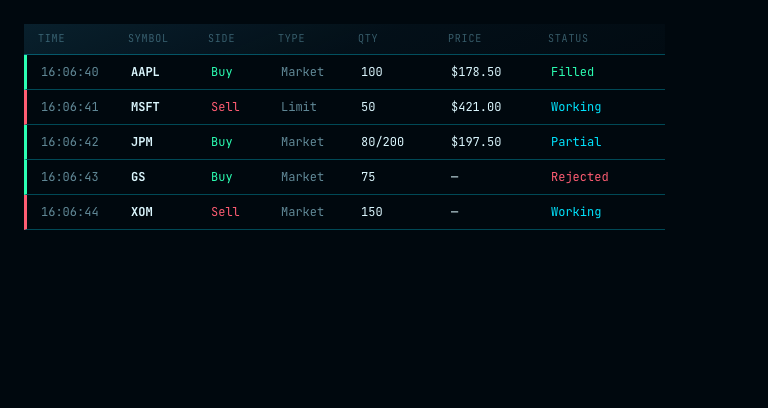 TIME SYMBOL SIDE TYPE QTY PRICE STATUS
16:06:40 AAPL Buy Market 100 $178.50 Filled
16:06:41 MSFT Sell Limit 50 $421.00 Working
16:06:42 JPM Buy Market 80/200 $197.50 Partial
16:06:43 GS Buy Market 75 — Rejected
16:06:44 XOM Sell Market 150 — Working